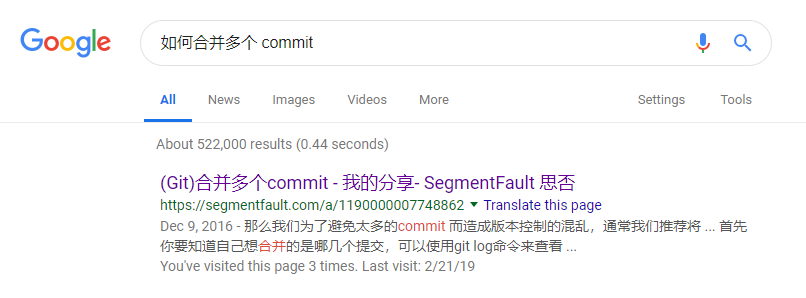 Google
如何合并多个 commit
All News Images Videos More Settings Tools
About 522,000 results (0.44 seconds)
(Git)合并多个commit - 我的分享- SegmentFault 思否
https://segmentfault.com/a/1190000007748862 Translate this page
Dec 9, 2016 - 那么我们为了避免太多的commit 而造成版本控制的混乱，通常我们推荐将 ... 首先
你要知道自己想合并的是哪几个提交，可以使用git log命令来查看 ...
You've visited this page 3 times. Last visit: 2/21/19